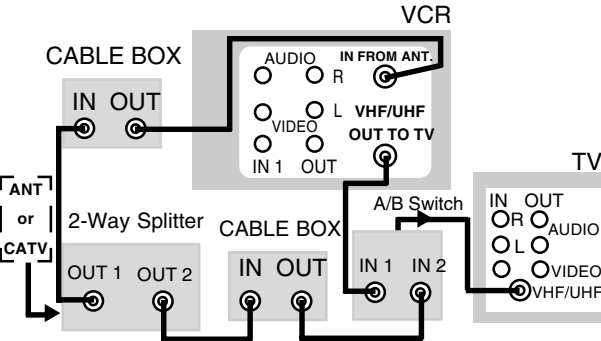 VCR
CABLE BOX
IN OUT
AUDIO
R
L
VIDEO
IN 1 OUT
IN FROM ANT.
VHF/UHF
OUT TO TV
ANT
or
CATV
2-Way Splitter
OUT 1 OUT 2
CABLE BOX
IN OUT
A/B Switch
IN 1 IN 2
TV
IN OUT
R
AUDIO
L
VIDEO
VHF/UHF